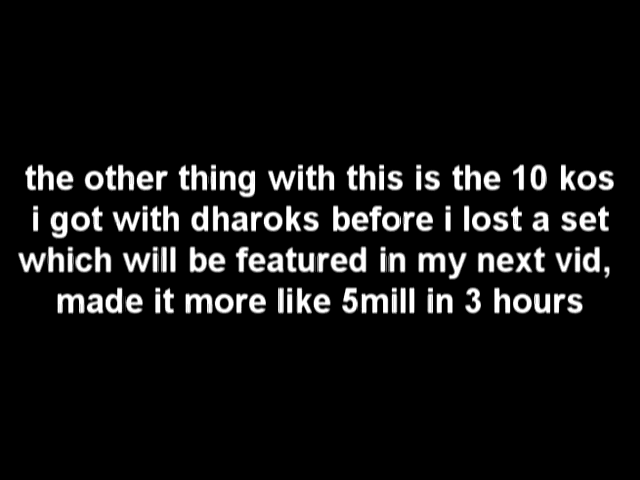 the other thing with this is the 10 kos
i got with dharoks before i lost a set
which will be featured in my next vid,
made it more like 5mill in 3 hours